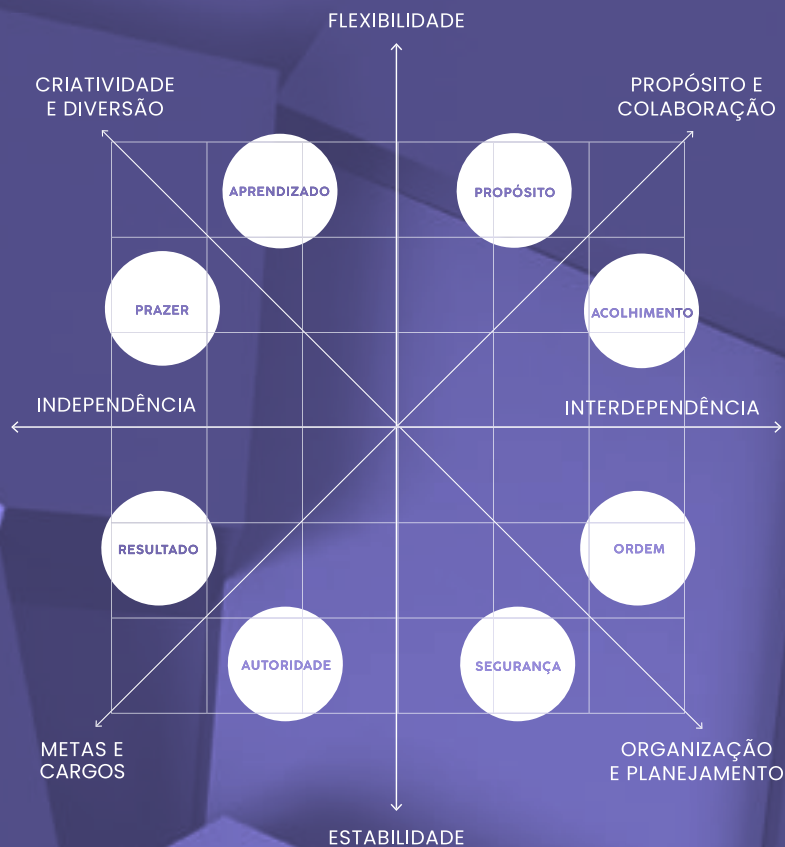 FLEXIBILIDADE
CRIATIVIDADE
E DIVERSÃO
PROPÓSITO E
COLABORAÇÃO
APRENDIZADO
PROPÓSITO
PRAZER
ACOLHIMENTO
INDEPENDÊNCIA
INTERDEPENDÊNCIA
RESULTADO
ORDEM
AUTORIDADE
SEGURANÇA
METAS E
CARGOS
ORGANIZAÇÃO
E PLANEJAMENTO
ESTABILIDADE